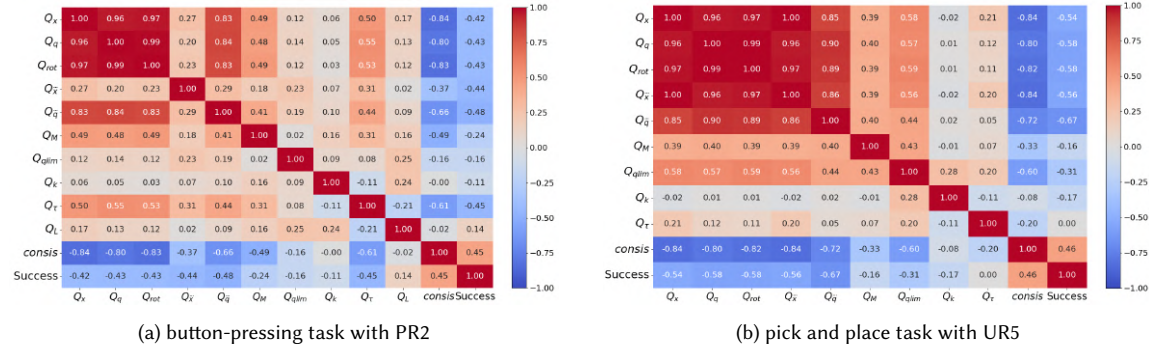 Q_x 1.00 0.96 0.97 0.27 0.83 0.49 0.12 0.06 0.50 0.17 -0.84 -0.42
Q_q 0.96 1.00 0.99 0.20 0.84 0.48 0.14 0.05 0.55 0.13 -0.80 -0.43
Q_rot 0.97 0.99 1.00 0.23 0.83 0.49 0.12 0.03 0.53 0.12 -0.83 -0.43
Q_x̄ 0.27 0.20 0.23 1.00 0.29 0.18 0.23 0.07 0.31 0.02 -0.37 -0.44
Q_q̄ 0.83 0.84 0.83 0.29 1.00 0.41 0.19 0.10 0.44 0.09 -0.66 -0.48
Q_M 0.49 0.48 0.49 0.18 0.41 1.00 0.02 0.16 0.31 0.16 -0.49 -0.24
Q_qlim 0.12 0.14 0.12 0.23 0.19 0.02 1.00 0.09 0.08 0.25 -0.16 -0.16
Q_k 0.06 0.05 0.03 0.07 0.10 0.16 0.09 1.00 -0.11 0.24 -0.00 -0.11
Q_τ 0.50 0.55 0.53 0.31 0.44 0.31 0.08 -0.11 1.00 -0.21 -0.61 -0.45
Q_L 0.17 0.13 0.12 0.02 0.09 0.16 0.25 0.24 -0.21 1.00 -0.02 0.14
consis -0.84 -0.80 -0.83 -0.37 -0.66 -0.49 -0.16 -0.00 -0.61 -0.02 1.00 0.45
Success -0.42 -0.43 -0.43 -0.44 -0.48 -0.24 -0.16 -0.11 -0.45 0.14 0.45 1.00
Q_x Q_q Q_rot Q_x̄ Q_q̄ Q_M Q_qlim Q_k Q_τ Q_L consis Success
1.00
0.75
0.50
0.25
0.00
-0.25
-0.50
-0.75
-1.00
(a) button-pressing task with PR2
Q_x 1.00 0.96 0.97 1.00 0.85 0.39 0.58 -0.02 0.21 -0.84 -0.54
Q_q 0.96 1.00 0.99 0.96 0.90 0.40 0.57 0.01 0.12 -0.80 -0.58
Q_rot 0.97 0.99 1.00 0.97 0.89 0.39 0.59 0.01 0.11 -0.82 -0.58
Q_x̄ 1.00 0.96 0.97 1.00 0.86 0.39 0.56 -0.02 0.20 -0.84 -0.56
Q_q̄ 0.85 0.90 0.89 0.86 1.00 0.40 0.44 0.02 0.05 -0.72 -0.67
Q_M 0.39 0.40 0.39 0.39 0.40 1.00 0.43 -0.01 0.07 -0.33 -0.16
Q_qlim 0.58 0.57 0.59 0.56 0.44 0.43 1.00 0.28 0.20 -0.60 -0.31
Q_k -0.02 0.01 0.01 -0.02 0.02 -0.01 0.28 1.00 -0.11 -0.08 -0.17
Q_τ 0.21 0.12 0.11 0.20 0.05 0.07 0.20 -0.11 1.00 -0.20 0.00
consis -0.84 -0.80 -0.82 -0.84 -0.72 -0.33 -0.60 -0.08 -0.20 1.00 0.46
Success -0.54 -0.58 -0.58 -0.56 -0.67 -0.16 -0.31 -0.17 0.00 0.46 1.00
Q_x Q_q Q_rot Q_x̄ Q_q̄ Q_M Q_qlim Q_k Q_τ consis Success
1.00
0.75
0.50
0.25
0.00
-0.25
-0.50
-0.75
-1.00
(b) pick and place task with UR5